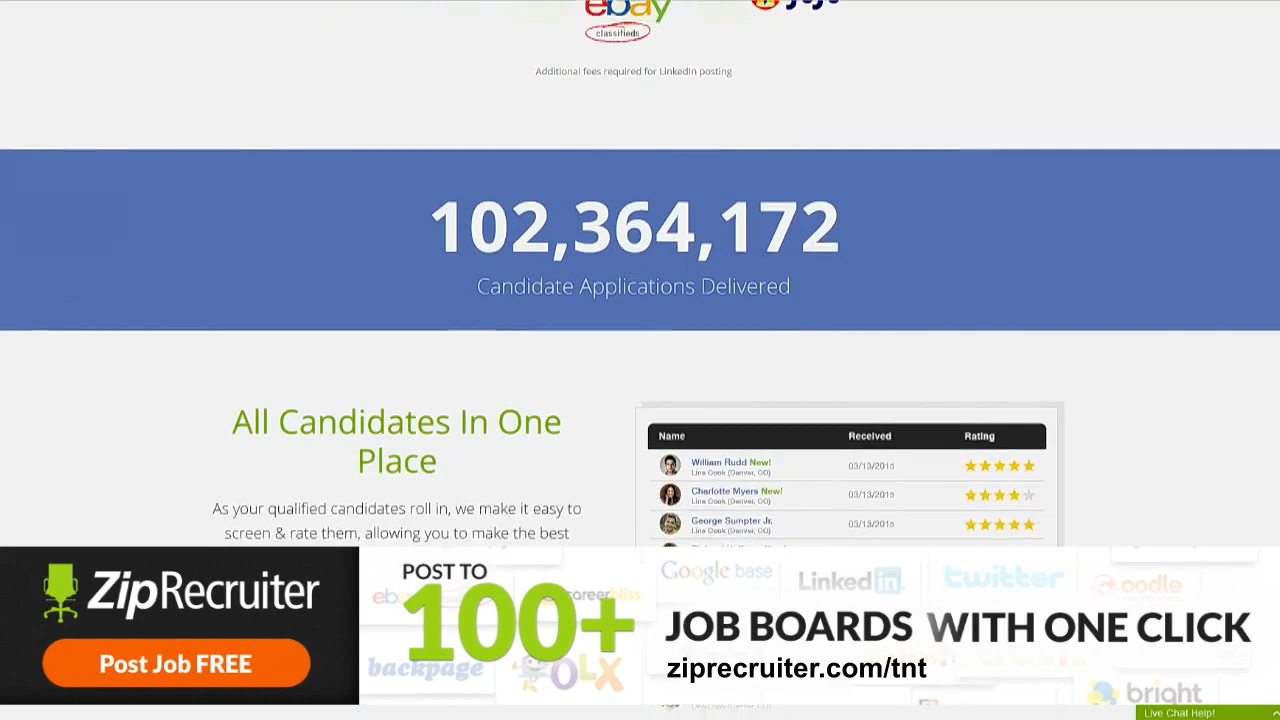 ebay
classifieds
Additional fees required for LinkedIn posting
102,364,172
Candidate Applications Delivered
All Candidates In One
Place
As your qualified candidates roll in, we make it easy to
screen & rate them, allowing you to make the best
Name Received Rating
William Rudd New! 03/13/2015
Line Cook (Denver, CO)
Charlotte Myers New! 03/13/2015
Line Cook (Denver, CO)
George Sumpter Jr. 03/13/2015
Line Cook (Denver, CO)
ZipRecruiter
Post Job FREE
POST TO
100+
JOB BOARDS WITH ONE CLICK
ziprecruiter.com/tnt
Google base
LinkedIn
twitter
oodle
careerbliss
backpage
OLX
bright
Live Chat Help!